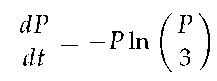 dP/dt = -P ln(P/3)